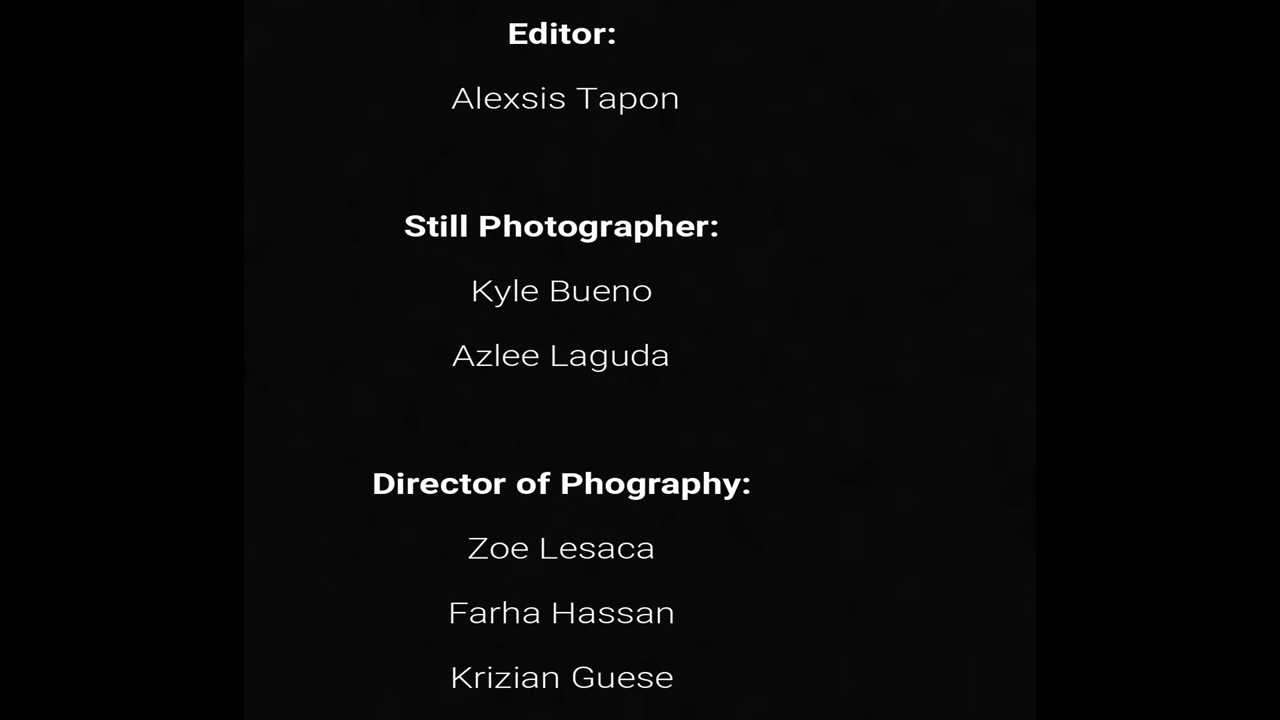 Editor:
Alexsis Tapon
Still Photographer:
Kyle Bueno
Azlee Laguda
Director of Phography:
Zoe Lesaca
Farha Hassan
Krizian Guese